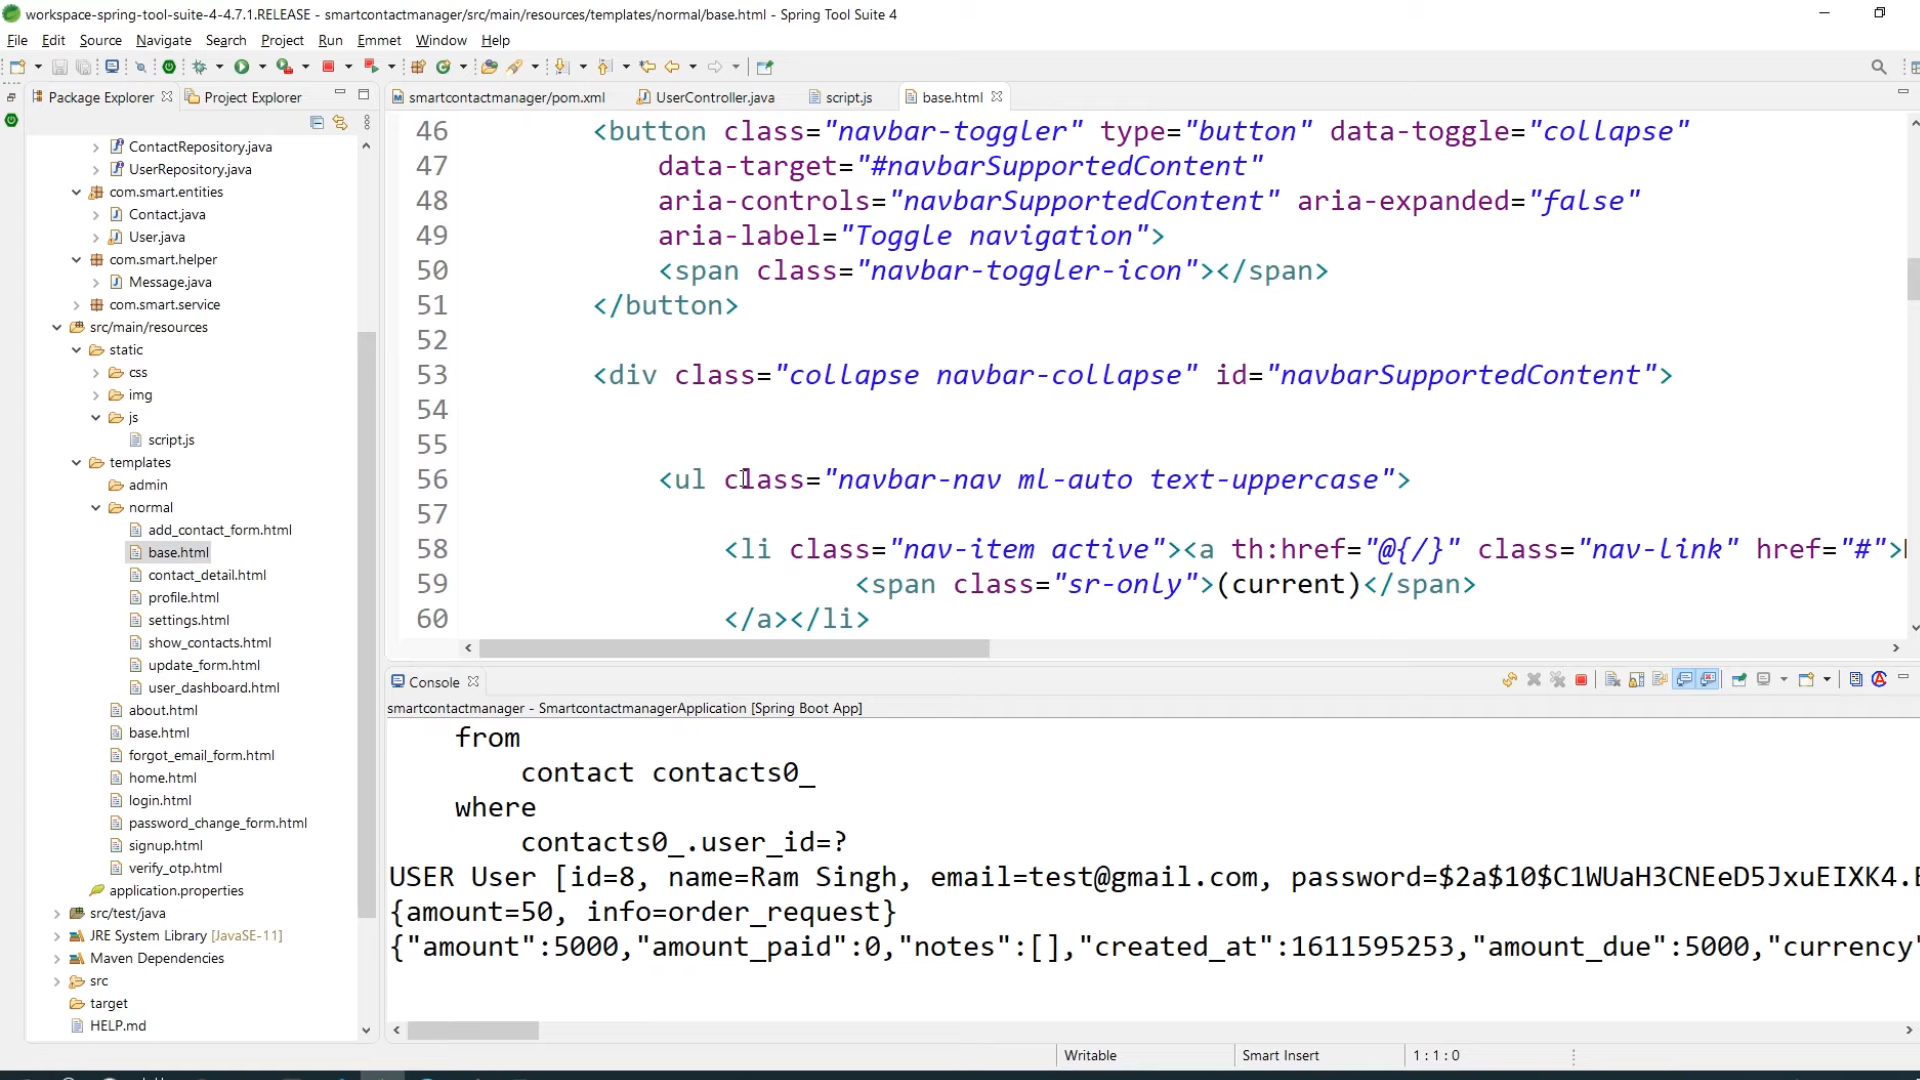 workspace-spring-tool-suite-4-4.7.1.RELEASE - smartcontactmanager/src/main/resources/templates/normal/base.html - Spring Tool Suite 4
File Edit Source Navigate Search Project Run Emmet Window Help
Package Explorer Project Explorer
smartcontactmanager/pom.xml UserController.java script.js base.html
ContactRepository.java
UserRepository.java
com.smart.entities
Contact.java
User.java
com.smart.helper
Message.java
com.smart.service
src/main/resources
static
css
img
js
script.js
templates
admin
normal
add_contact_form.html
base.html
contact_detail.html
profile.html
settings.html
show_contacts.html
update_form.html
user_dashboard.html
about.html
base.html
forgot_email_form.html
home.html
login.html
password_change_form.html
signup.html
verify_otp.html
application.properties
src/test/java
JRE System Library [JavaSE-11]
Maven Dependencies
src
target
HELP.md
46 <button class="navbar-toggler" type="button" data-toggle="collapse"
47 data-target="#navbarSupportedContent"
48 aria-controls="navbarSupportedContent" aria-expanded="false"
49 aria-label="Toggle navigation">
50 <span class="navbar-toggler-icon"></span>
51 </button>
52
53 <div class="collapse navbar-collapse" id="navbarSupportedContent">
54
55
56 <ul class="navbar-nav ml-auto text-uppercase">
57
58 <li class="nav-item active"><a th:href="@{/}" class="nav-link" href="#">
59 <span class="sr-only">(current)</span>
60 </a></li>
Console
smartcontactmanager - SmartcontactmanagerApplication [Spring Boot App]
from
contact contacts0_
where
contacts0_.user_id=?
USER User [id=8, name=Ram Singh, email=test@gmail.com, password=$2a$10$C1WUaH3CNEeD5JxuEIXK4.
{amount=50, info=order_request}
{"amount":5000,"amount_paid":0,"notes":[],"created_at":1611595253,"amount_due":5000,"currency"
Writable Smart Insert 1 : 1 : 0